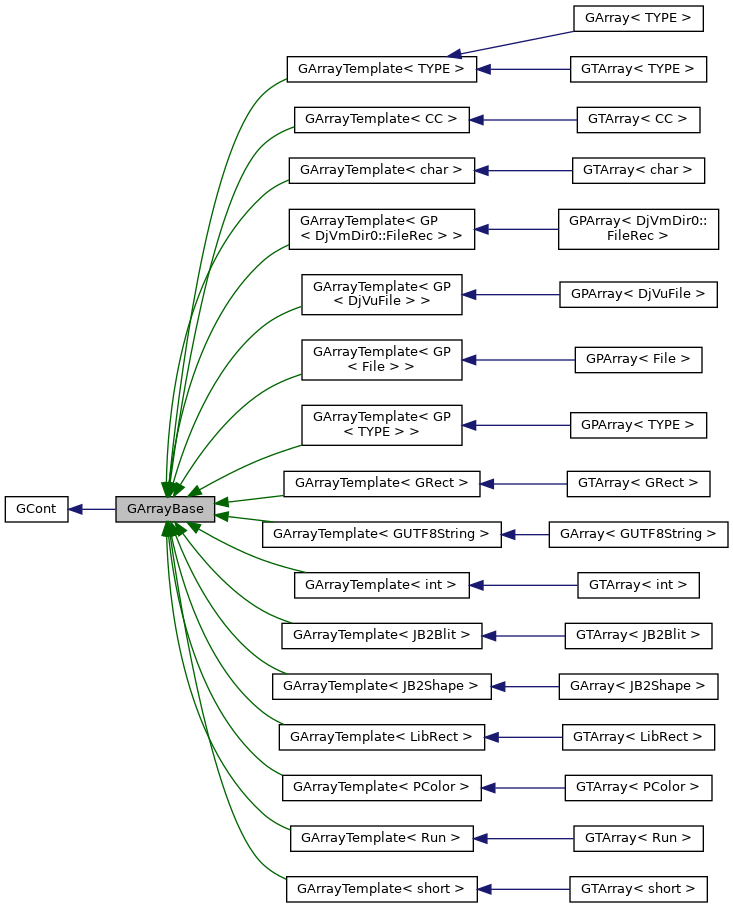 GArray< TYPE >
GArrayTemplate< TYPE >
GTArray< TYPE >
GArrayTemplate< CC >
GTArray< CC >
GArrayTemplate< char >
GTArray< char >
GArrayTemplate< GP
< DjVmDir0::FileRec > >
GPArray< DjVmDir0::
FileRec >
GArrayTemplate< GP
< DjVuFile > >
GPArray< DjVuFile >
GArrayTemplate< GP
< File > >
GPArray< File >
GArrayTemplate< GP
< TYPE > >
GPArray< TYPE >
GArrayTemplate< GRect >
GTArray< GRect >
GCont
GArrayBase
GArrayTemplate< GUTF8String >
GArray< GUTF8String >
GArrayTemplate< int >
GTArray< int >
GArrayTemplate< JB2Blit >
GTArray< JB2Blit >
GArrayTemplate< JB2Shape >
GArray< JB2Shape >
GArrayTemplate< LibRect >
GTArray< LibRect >
GArrayTemplate< PColor >
GTArray< PColor >
GArrayTemplate< Run >
GTArray< Run >
GArrayTemplate< short >
GTArray< short >